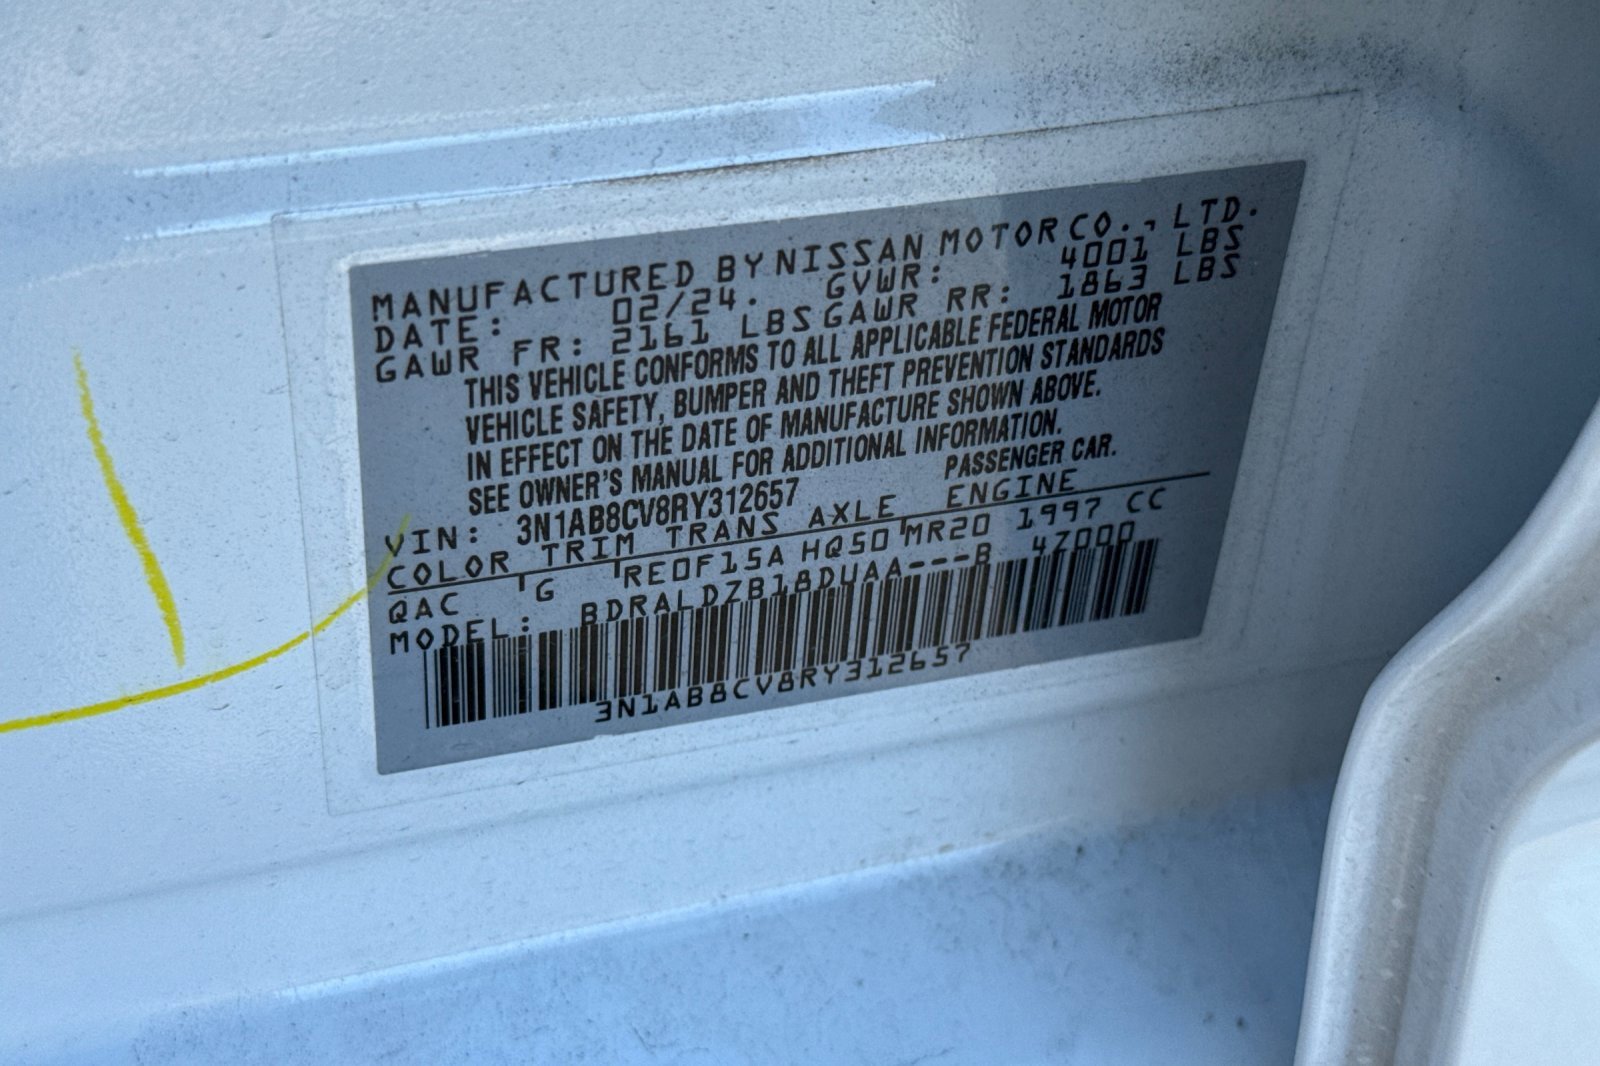 MANUFACTURED BY NISSAN MOTOR CO., LTD.
DATE: 02/24. GVWR: 4001 LBS
GAWR FR: 2161 LBS GAWR RR: 1863 LBS
THIS VEHICLE CONFORMS TO ALL APPLICABLE FEDERAL MOTOR
VEHICLE SAFETY, BUMPER AND THEFT PREVENTION STANDARDS
IN EFFECT ON THE DATE OF MANUFACTURE SHOWN ABOVE.
SEE OWNER'S MANUAL FOR ADDITIONAL INFORMATION.
VIN: 3N1AB8CV8RY312657 PASSENGER CAR.
COLOR TRIM TRANS AXLE ENGINE
QAC G RE0F15A HQ50 MR20 1997 CC
MODEL: BDRALDZB18DUAA---B 4Z000
3N1AB8CV8RY312657